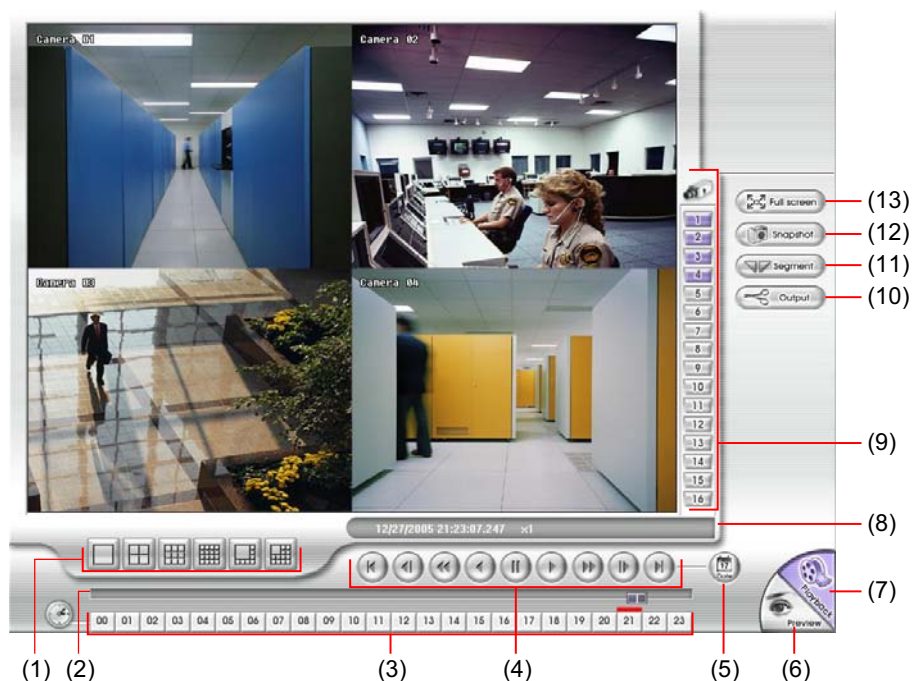 Camera 01
Camera 02
Camera 03
Camera 04
1
2
3
4
5
6
7
8
9
10
11
12
13
14
15
16
Full screen
(13)
Snapshot
(12)
Segment
(11)
Output
(10)
(9)
12/27/2005 21:23:07.247 x1
(8)
(1)
17
Date
Playback
(7)
(2)
00 01 02 03 04 05 06 07 08 09 10 11 12 13 14 15 16 17 18 19 20 21 22 23
Preview
(1) (2) (3) (4) (5) (6)